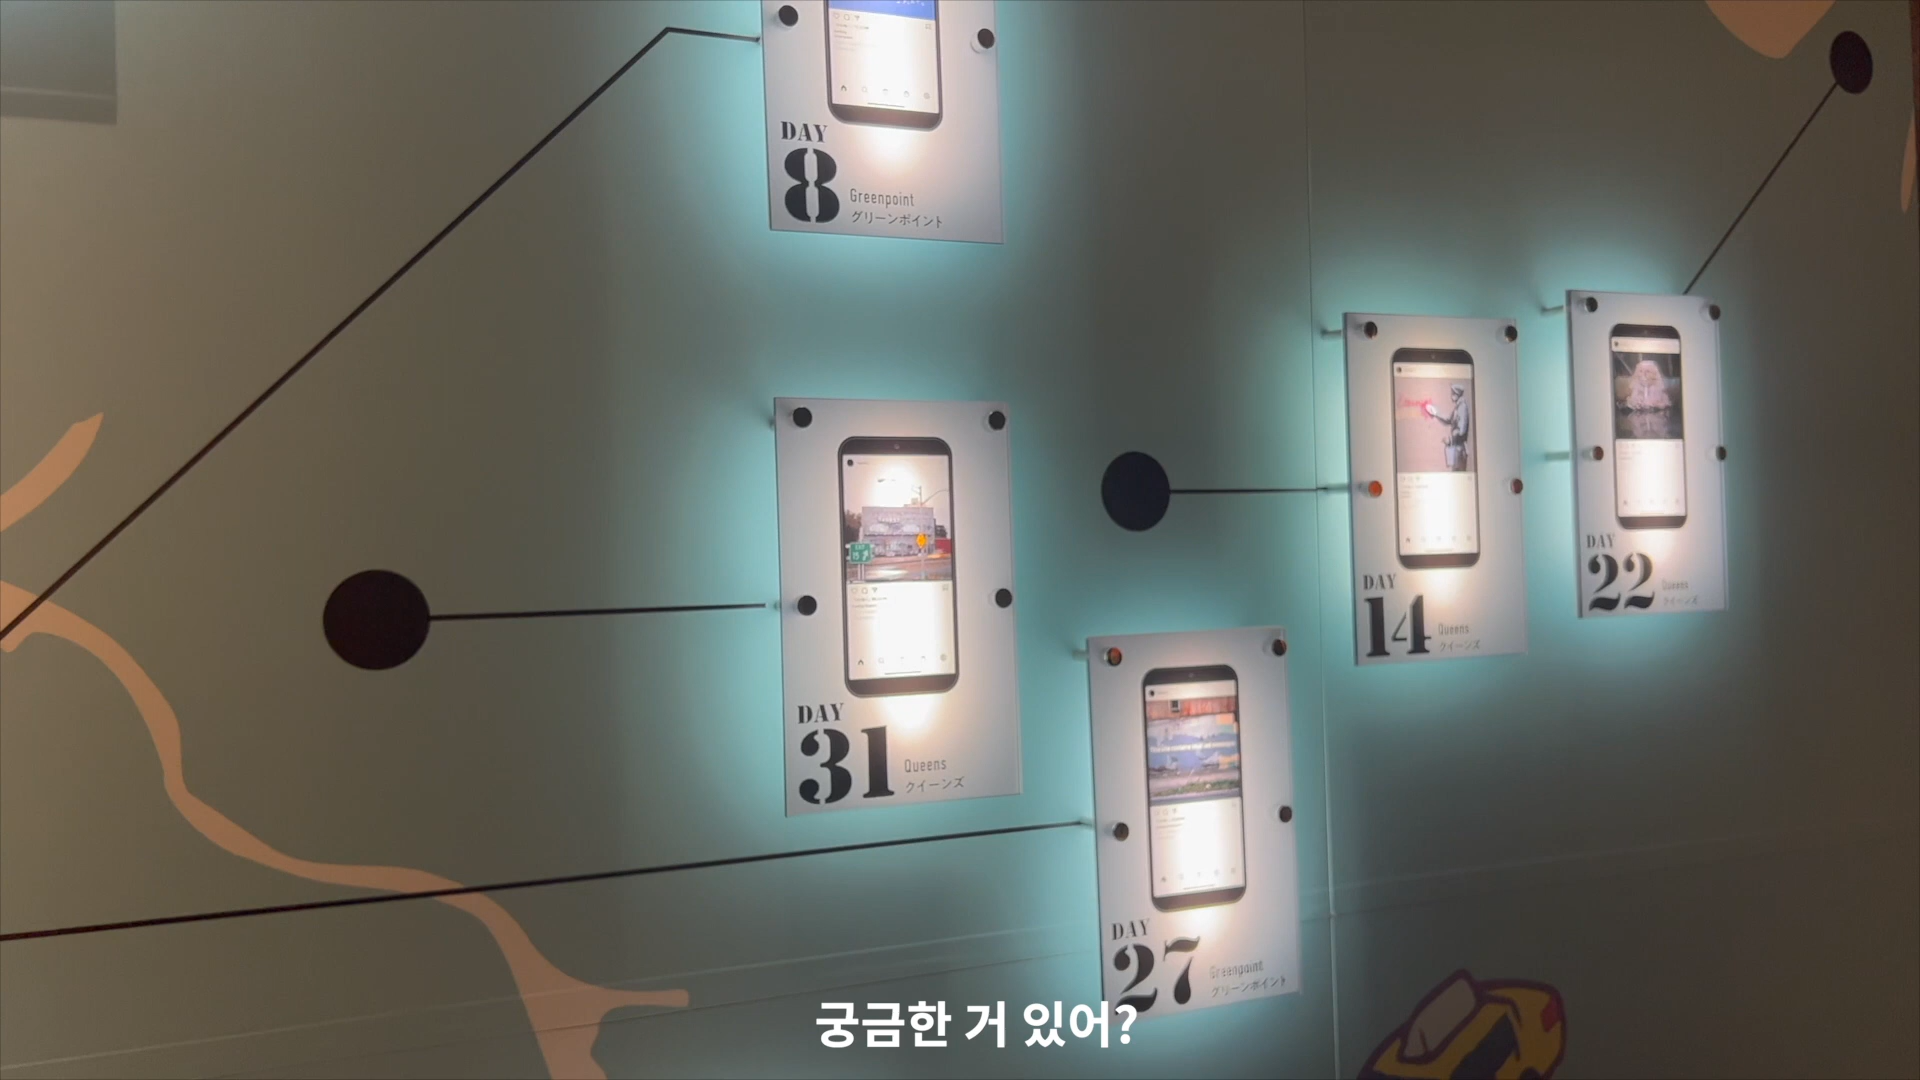 DAY
8
Greenpoint
グリーンポイント
DAY
31
Queens
クイーンズ
DAY
14
Queens
クイーンズ
DAY
22
Queens
クイーンズ
DAY
27
Greenpoint
グリーンポイント
궁금한 거 있어?